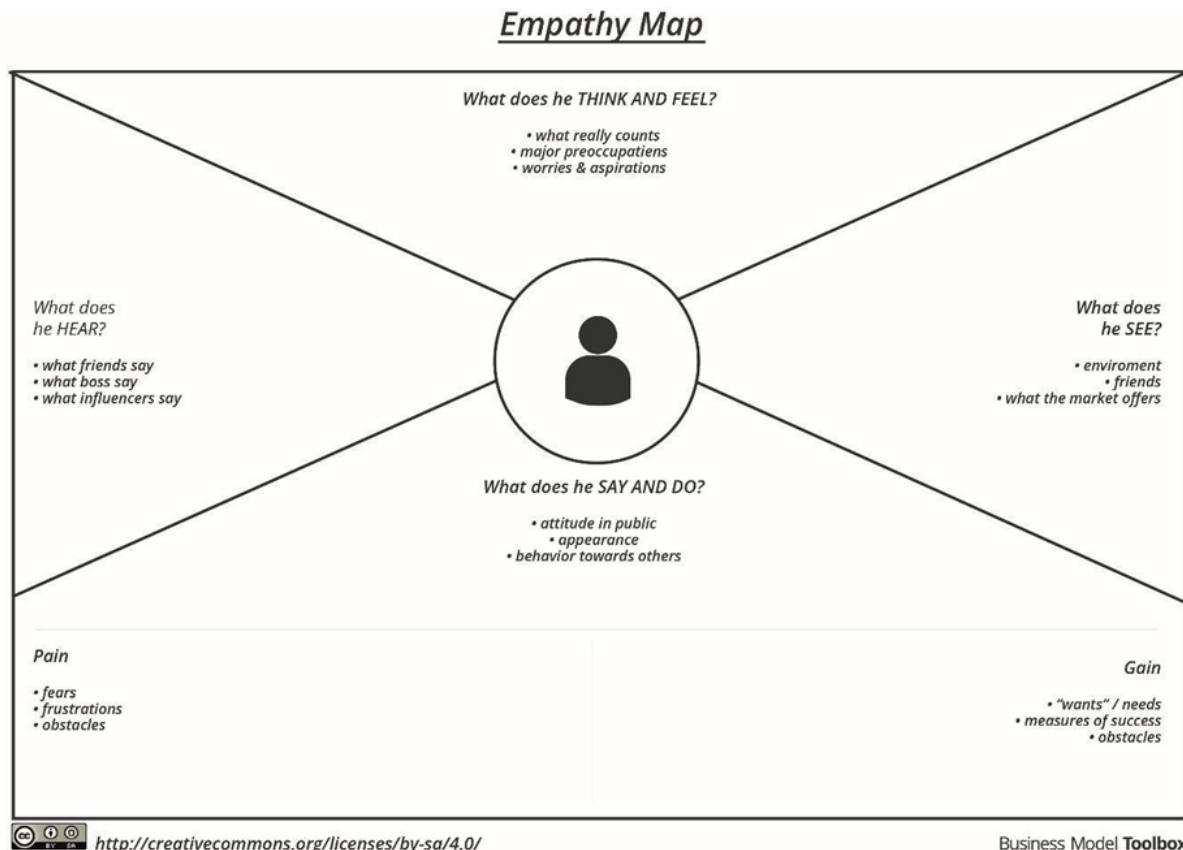 Empathy Map
What does he THINK AND FEEL?
• what really counts
• major preoccupatiens
• worries & aspirations
What does
he HEAR?
• what friends say
• what boss say
• what influencers say
What does
he SEE?
• enviroment
• friends
• what the market offers
What does he SAY AND DO?
• attitude in public
• appearance
• behavior towards others
Pain
• fears
• frustrations
• obstacles
Gain
• “wants” / needs
• measures of success
• obstacles
cc BY SA
http://creativecommons.org/licenses/by-sa/4.0/
Business Model Toolbox